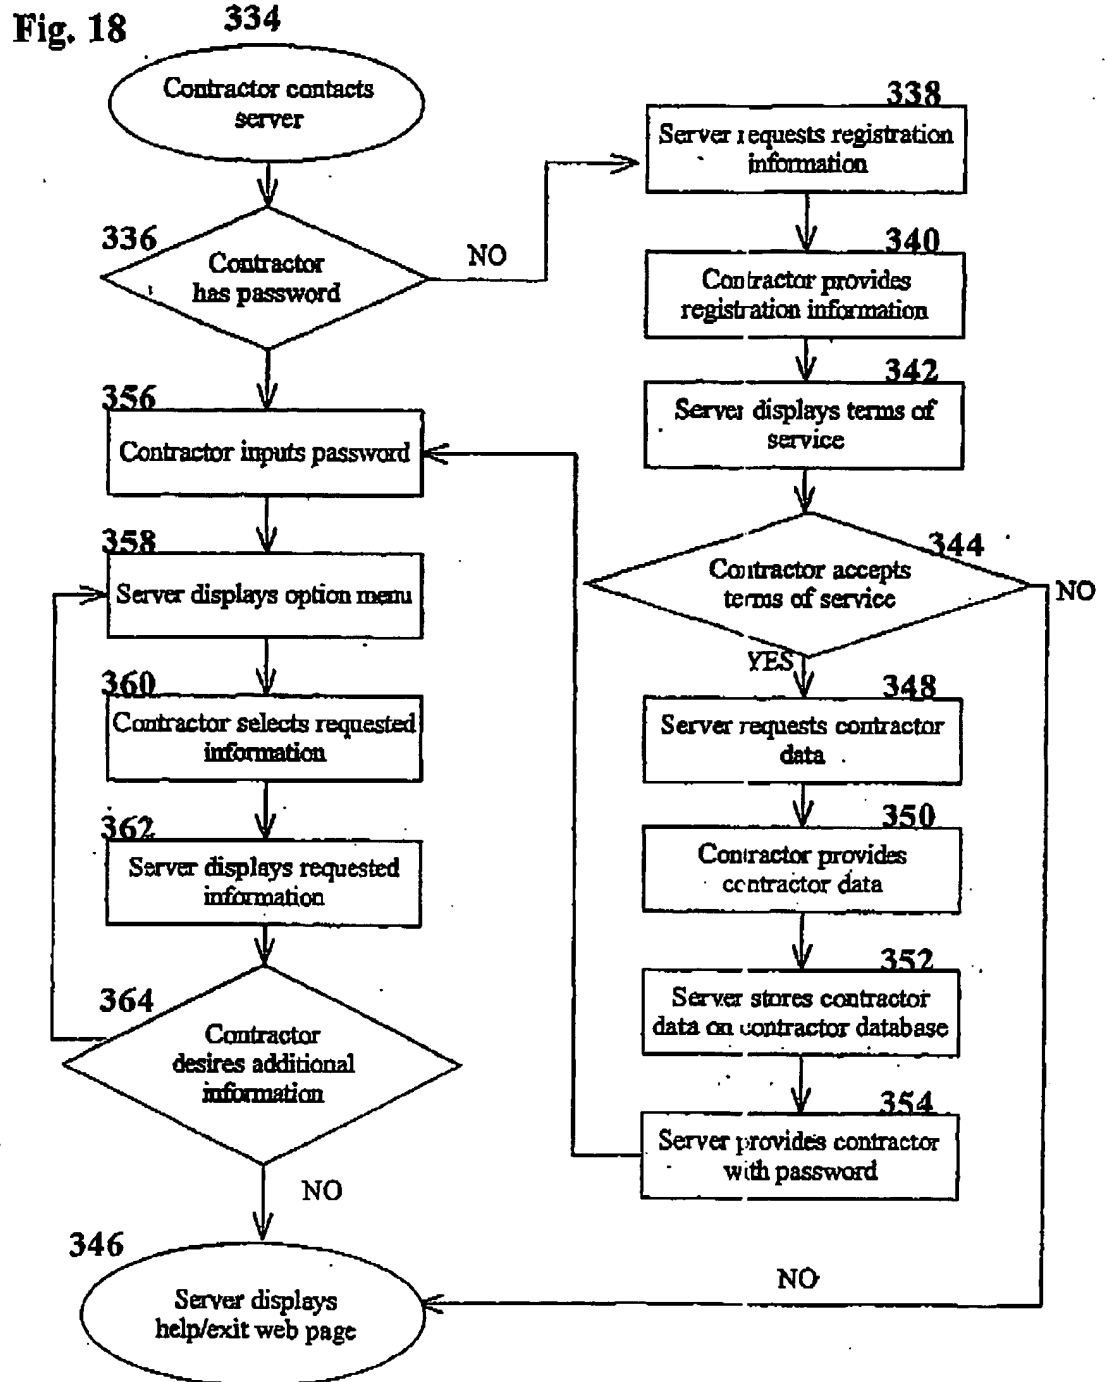 Fig. 18
334
Contractor contacts
server
336
Contractor
has password
NO
338
Server requests registration
information
340
Contractor provides
registration information
342
Server displays terms of
service
344
Contractor accepts
terms of service
NO
YES
348
Server requests contractor
data
350
Contractor provides
contractor data
352
Server stores contractor
data on contractor database
354
Server provides contractor
with password
356
Contractor inputs password
358
Server displays option menu
360
Contractor selects requested
information
362
Server displays requested
information
364
Contractor
desires additional
information
NO
346
Server displays
help/exit web page
NO